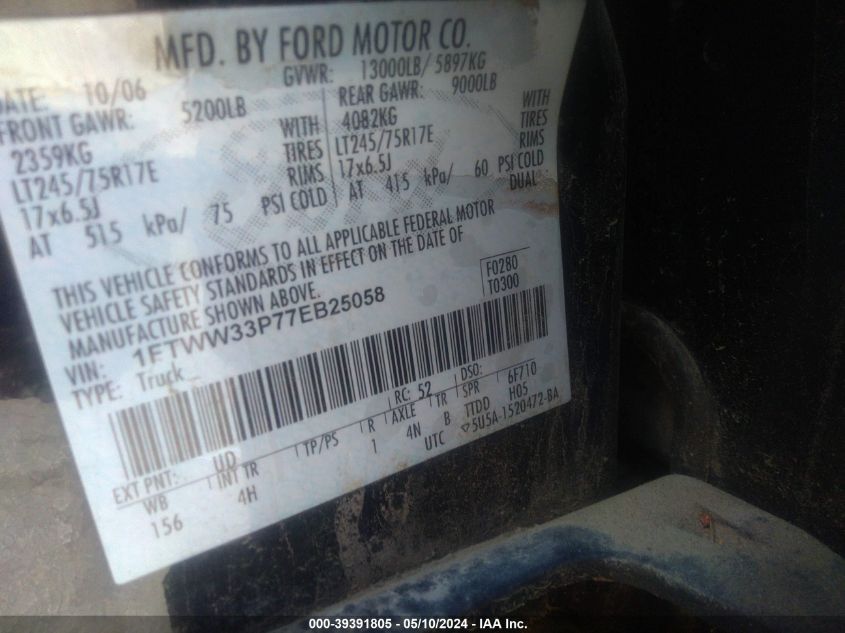 MFD. BY FORD MOTOR CO.
DATE: 10/06 GVWR: 13000LB/ 5897KG
FRONT GAWR: 5200LB REAR GAWR: 9000LB
2359KG WITH 4082KG WITH
LT245/75R17E TIRES LT245/75R17E TIRES
17x6.5J RIMS 17x6.5J RIMS
AT 515 kPa/ 75 PSI COLD AT 415 kPa/ 60 PSI COLD
DUAL
THIS VEHICLE CONFORMS TO ALL APPLICABLE FEDERAL MOTOR
VEHICLE SAFETY STANDARDS IN EFFECT ON THE DATE OF
MANUFACTURE SHOWN ABOVE.
F0280
T0300
VIN: 1FTWW33P77EB25058
TYPE: Truck
EXT PNT: UD RC: 52 DSO:
WB INT TR TP/PS R AXLE TR SPR 6F710
156 4H 1 4N B TTDD H05
UTC 5U5A-1520472-BA
000-39391805 - 05/10/2024 - IAA Inc.